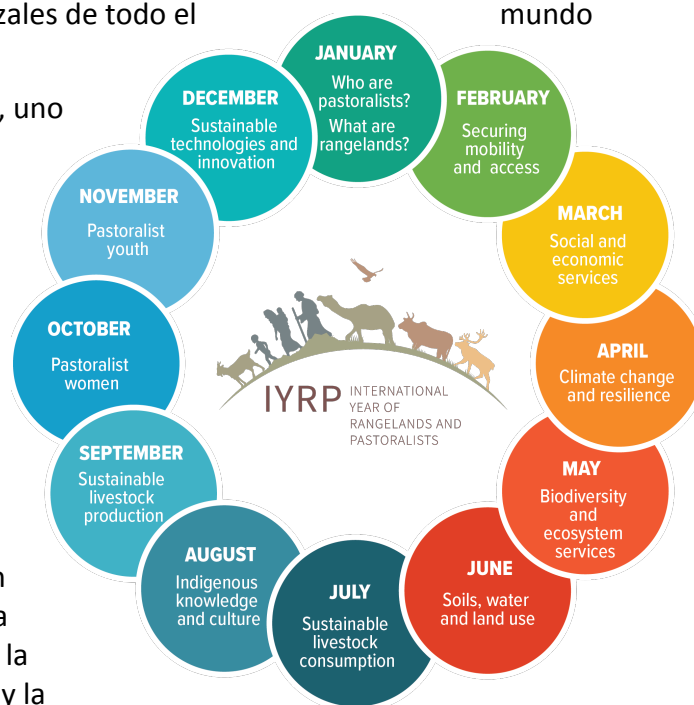 zales de todo el mundo
, uno
JANUARY
Who are
pastoralists?
What are
rangelands?
FEBRUARY
Securing
mobility
and access
MARCH
Social and
economic
services
APRIL
Climate change
and resilience
MAY
Biodiversity
and
ecosystem
services
JUNE
Soils, water
and land use
JULY
Sustainable
livestock
consumption
AUGUST
Indigenous
knowledge
and culture
SEPTEMBER
Sustainable
livestock
production
OCTOBER
Pastoralist
women
NOVEMBER
Pastoralist
youth
DECEMBER
Sustainable
technologies and
innovation
IYRP
INTERNATIONAL
YEAR OF
RANGELANDS AND
PASTORALISTS
a
la
y la